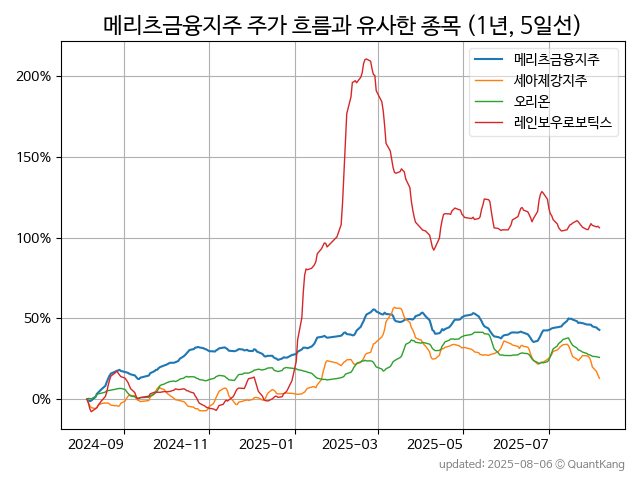 메리츠금융지주 주가 흐름과 유사한 종목 (1년, 5일선)
메리츠금융지주
세아제강지주
오리온
레인보우로보틱스
200%
150%
100%
50%
0%
2024-09 2024-11 2025-01 2025-03 2025-05 2025-07
updated: 2025-08-06 © QuantKang